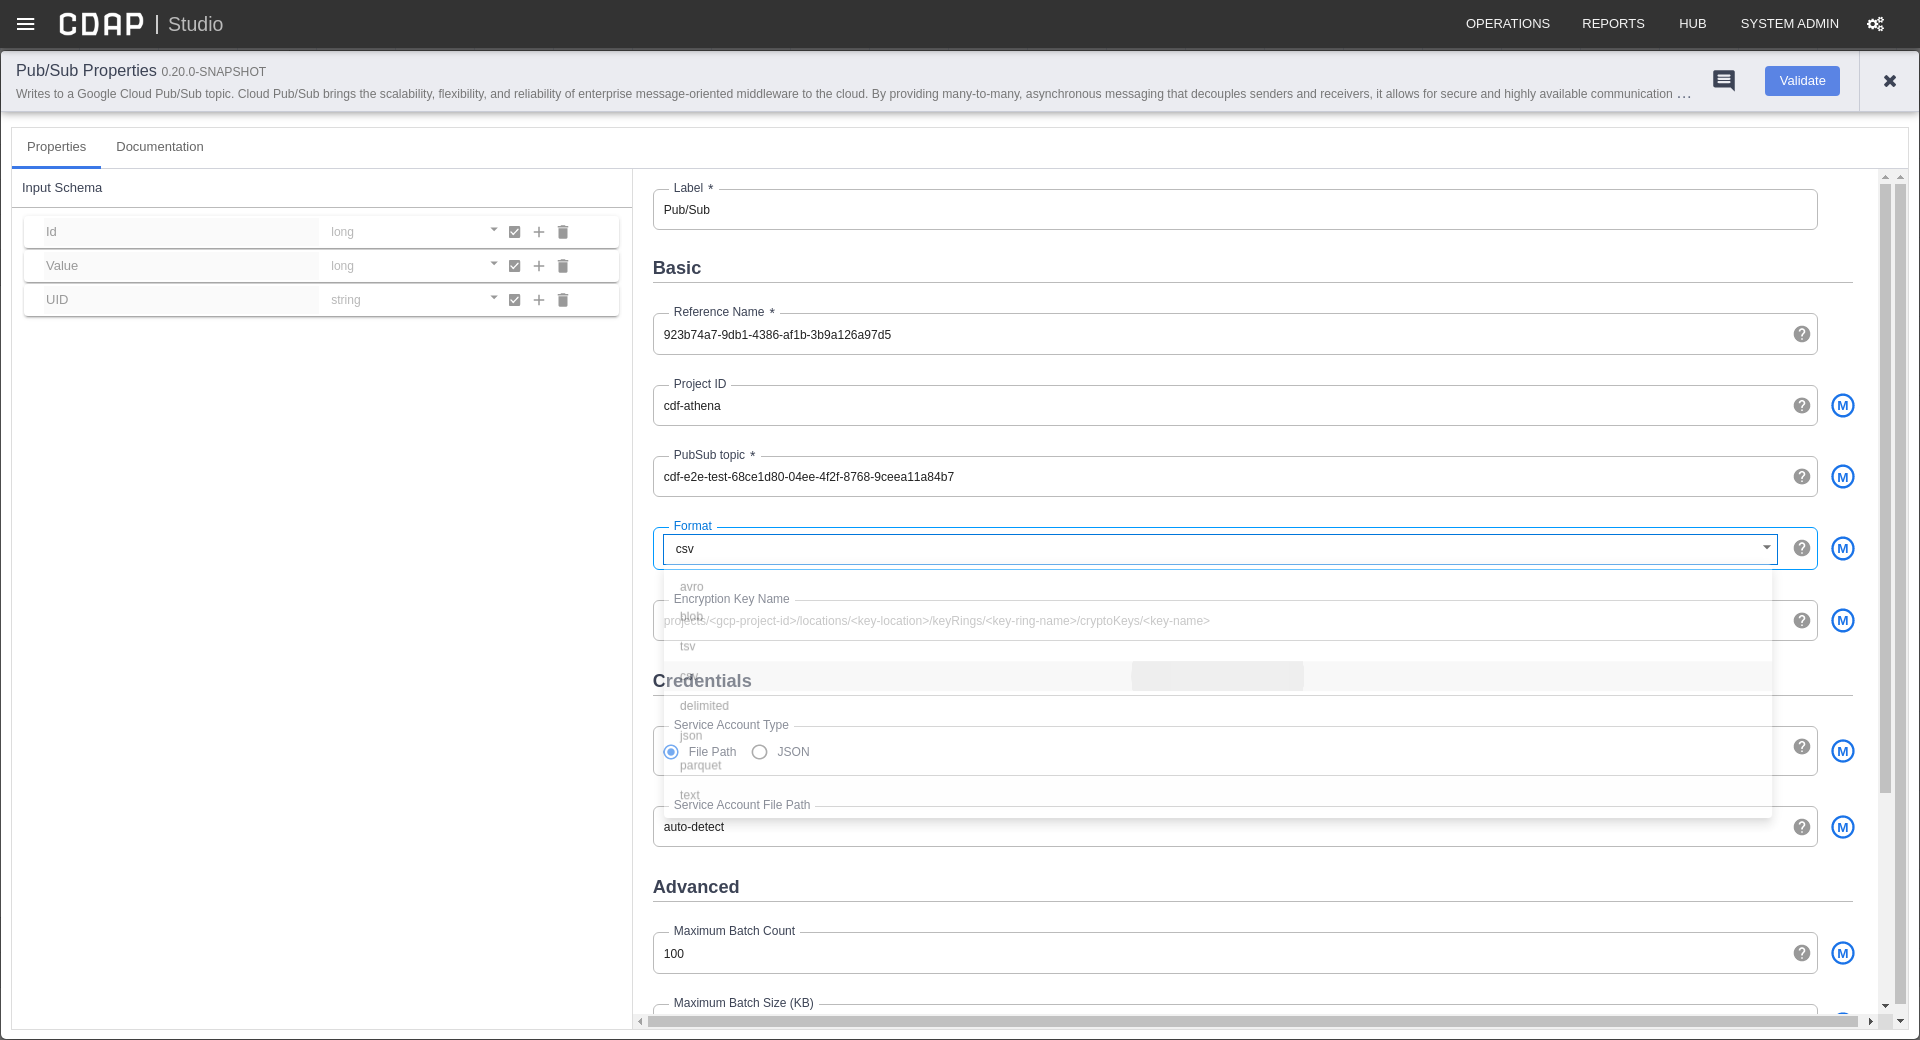 CDAP | Studio
OPERATIONS REPORTS HUB SYSTEM ADMIN
Pub/Sub Properties 0.20.0-SNAPSHOT
Writes to a Google Cloud Pub/Sub topic. Cloud Pub/Sub brings the scalability, flexibility, and reliability of enterprise message-oriented middleware to the cloud. By providing many-to-many, asynchronous messaging that decouples senders and receivers, it allows for secure and highly available communication ...
Validate
Properties Documentation
Input Schema
Id long
Value long
UID string
Label *
Pub/Sub
Basic
Reference Name *
923b74a7-9db1-4386-af1b-3b9a126a97d5
Project ID
cdf-athena
M
PubSub topic *
cdf-e2e-test-68ce1d80-04ee-4f2f-8768-9ceea11a84b7
M
Format
csv
M
avro
Encryption Key Name
blob
projects/<gcp-project-id>/locations/<key-location>/keyRings/<key-ring-name>/cryptoKeys/<key-name>
M
tsv
csv
Credentials
delimited
Service Account Type
json
File Path JSON
M
parquet
text
Service Account File Path
auto-detect
M
Advanced
Maximum Batch Count
100
M
Maximum Batch Size (KB)